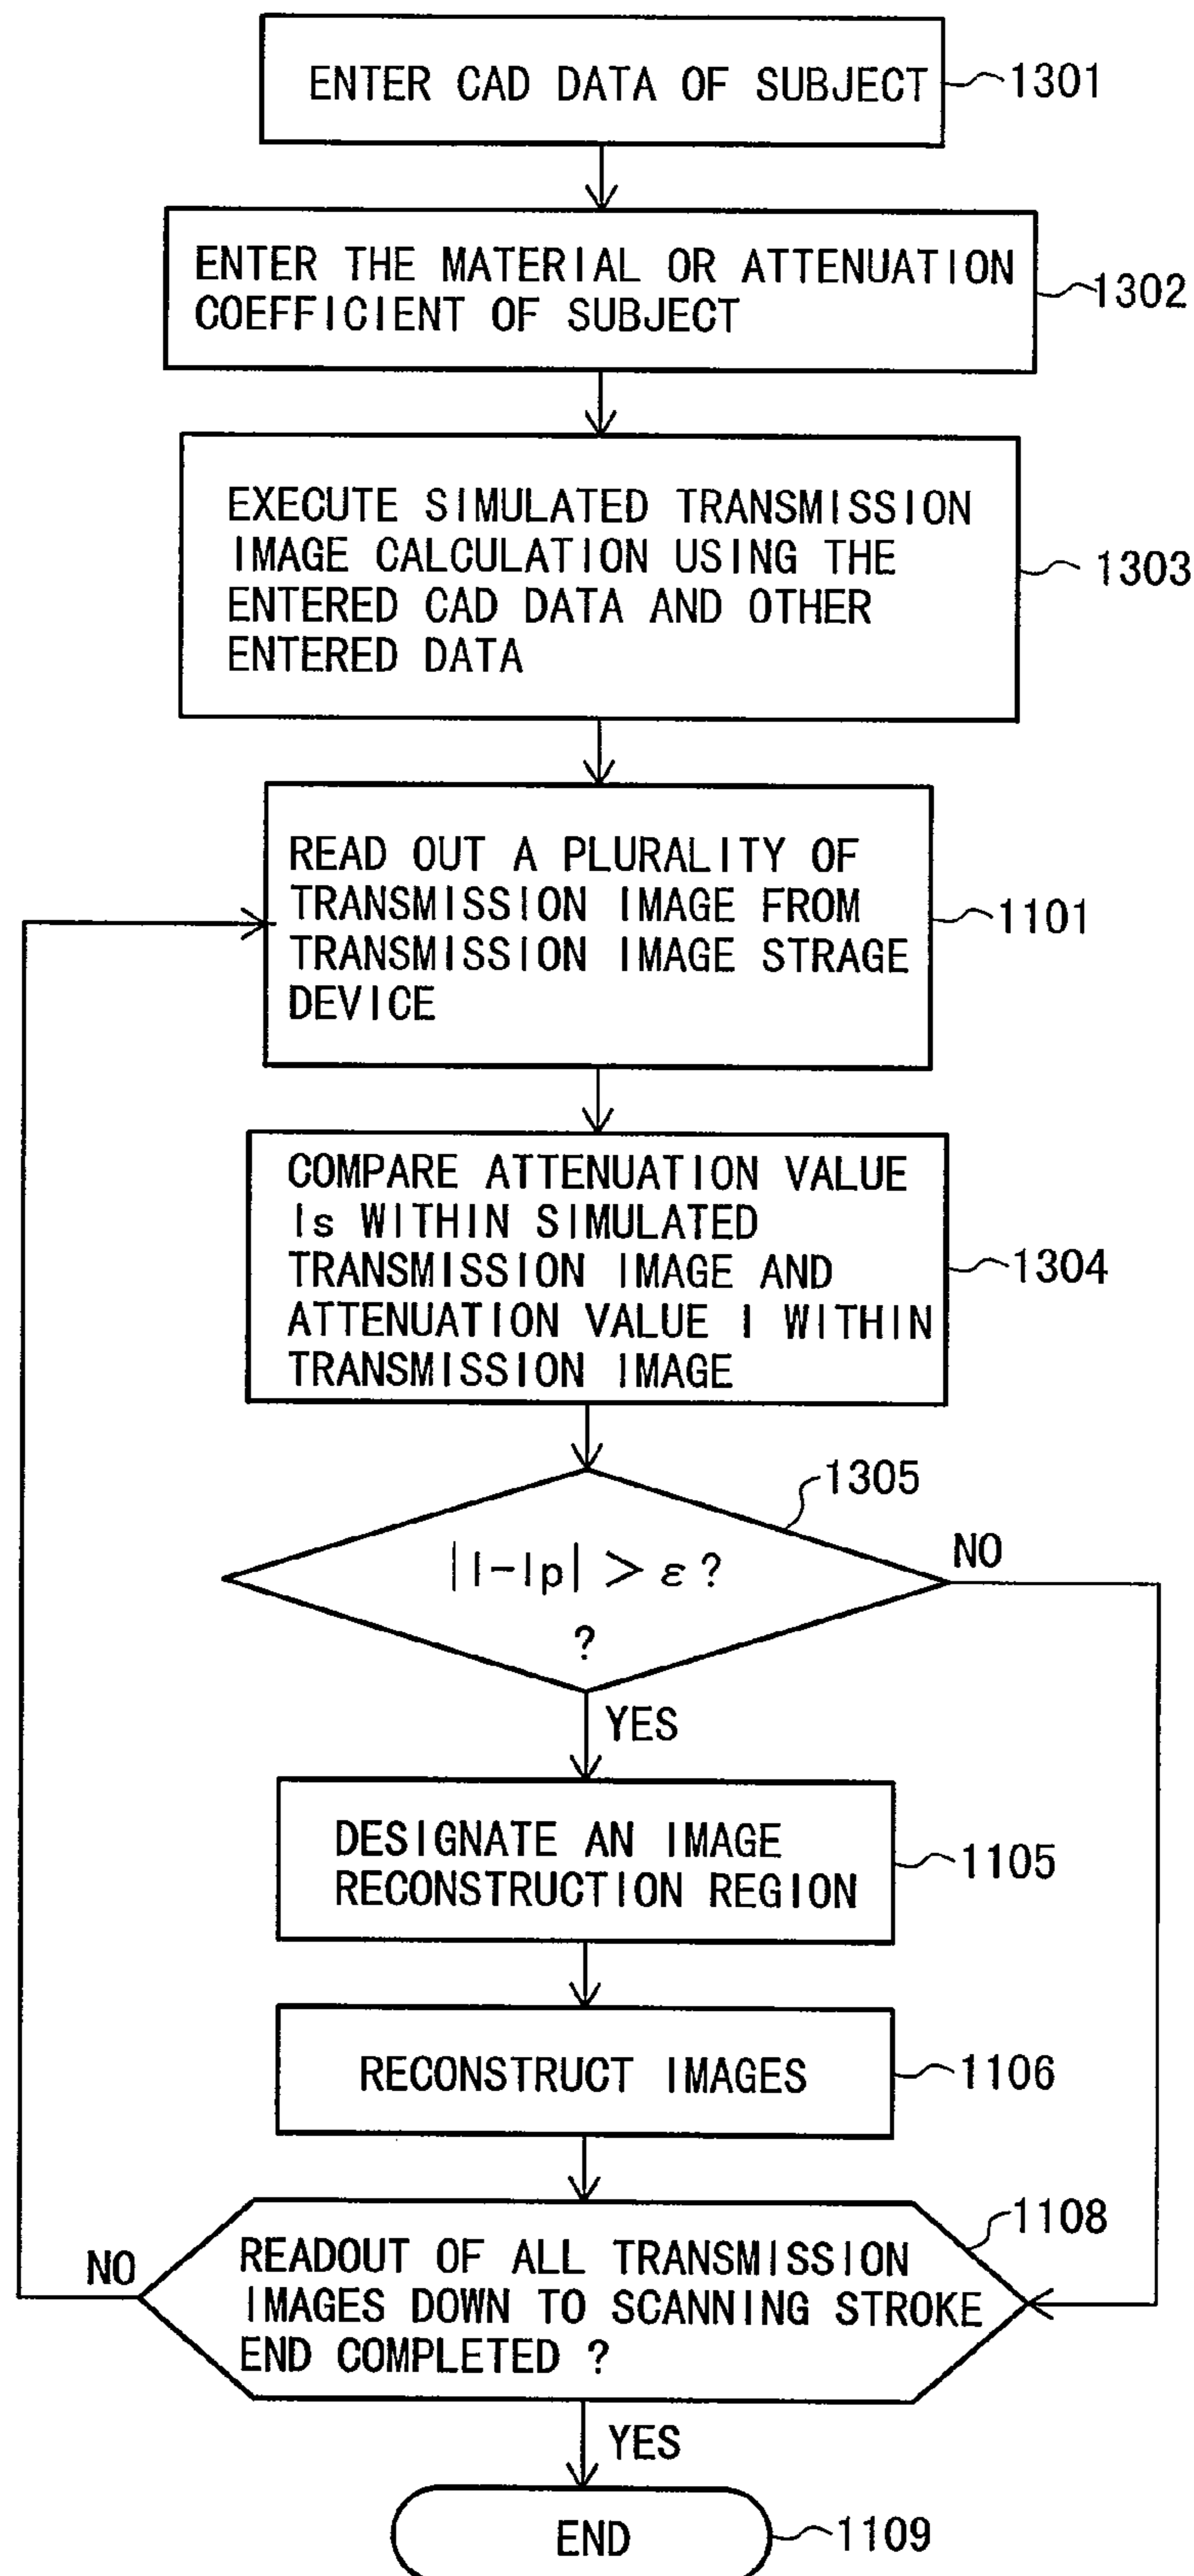 ENTER CAD DATA OF SUBJECT
1301
ENTER THE MATERIAL OR ATTENUATION
COEFFICIENT OF SUBJECT
1302
EXECUTE SIMULATED TRANSMISSION
IMAGE CALCULATION USING THE
ENTERED CAD DATA AND OTHER
ENTERED DATA
1303
READ OUT A PLURALITY OF
TRANSMISSION IMAGE FROM
TRANSMISSION IMAGE STRAGE
DEVICE
1101
COMPARE ATTENUATION VALUE
Is WITHIN SIMULATED
TRANSMISSION IMAGE AND
ATTENUATION VALUE I WITHIN
TRANSMISSION IMAGE
1304
1305
|I-Ip| > ε ?
?
NO
YES
DESIGNATE AN IMAGE
RECONSTRUCTION REGION
1105
RECONSTRUCT IMAGES
1106
1108
NO
READOUT OF ALL TRANSMISSION
IMAGES DOWN TO SCANNING STROKE
END COMPLETED ?
YES
END
1109